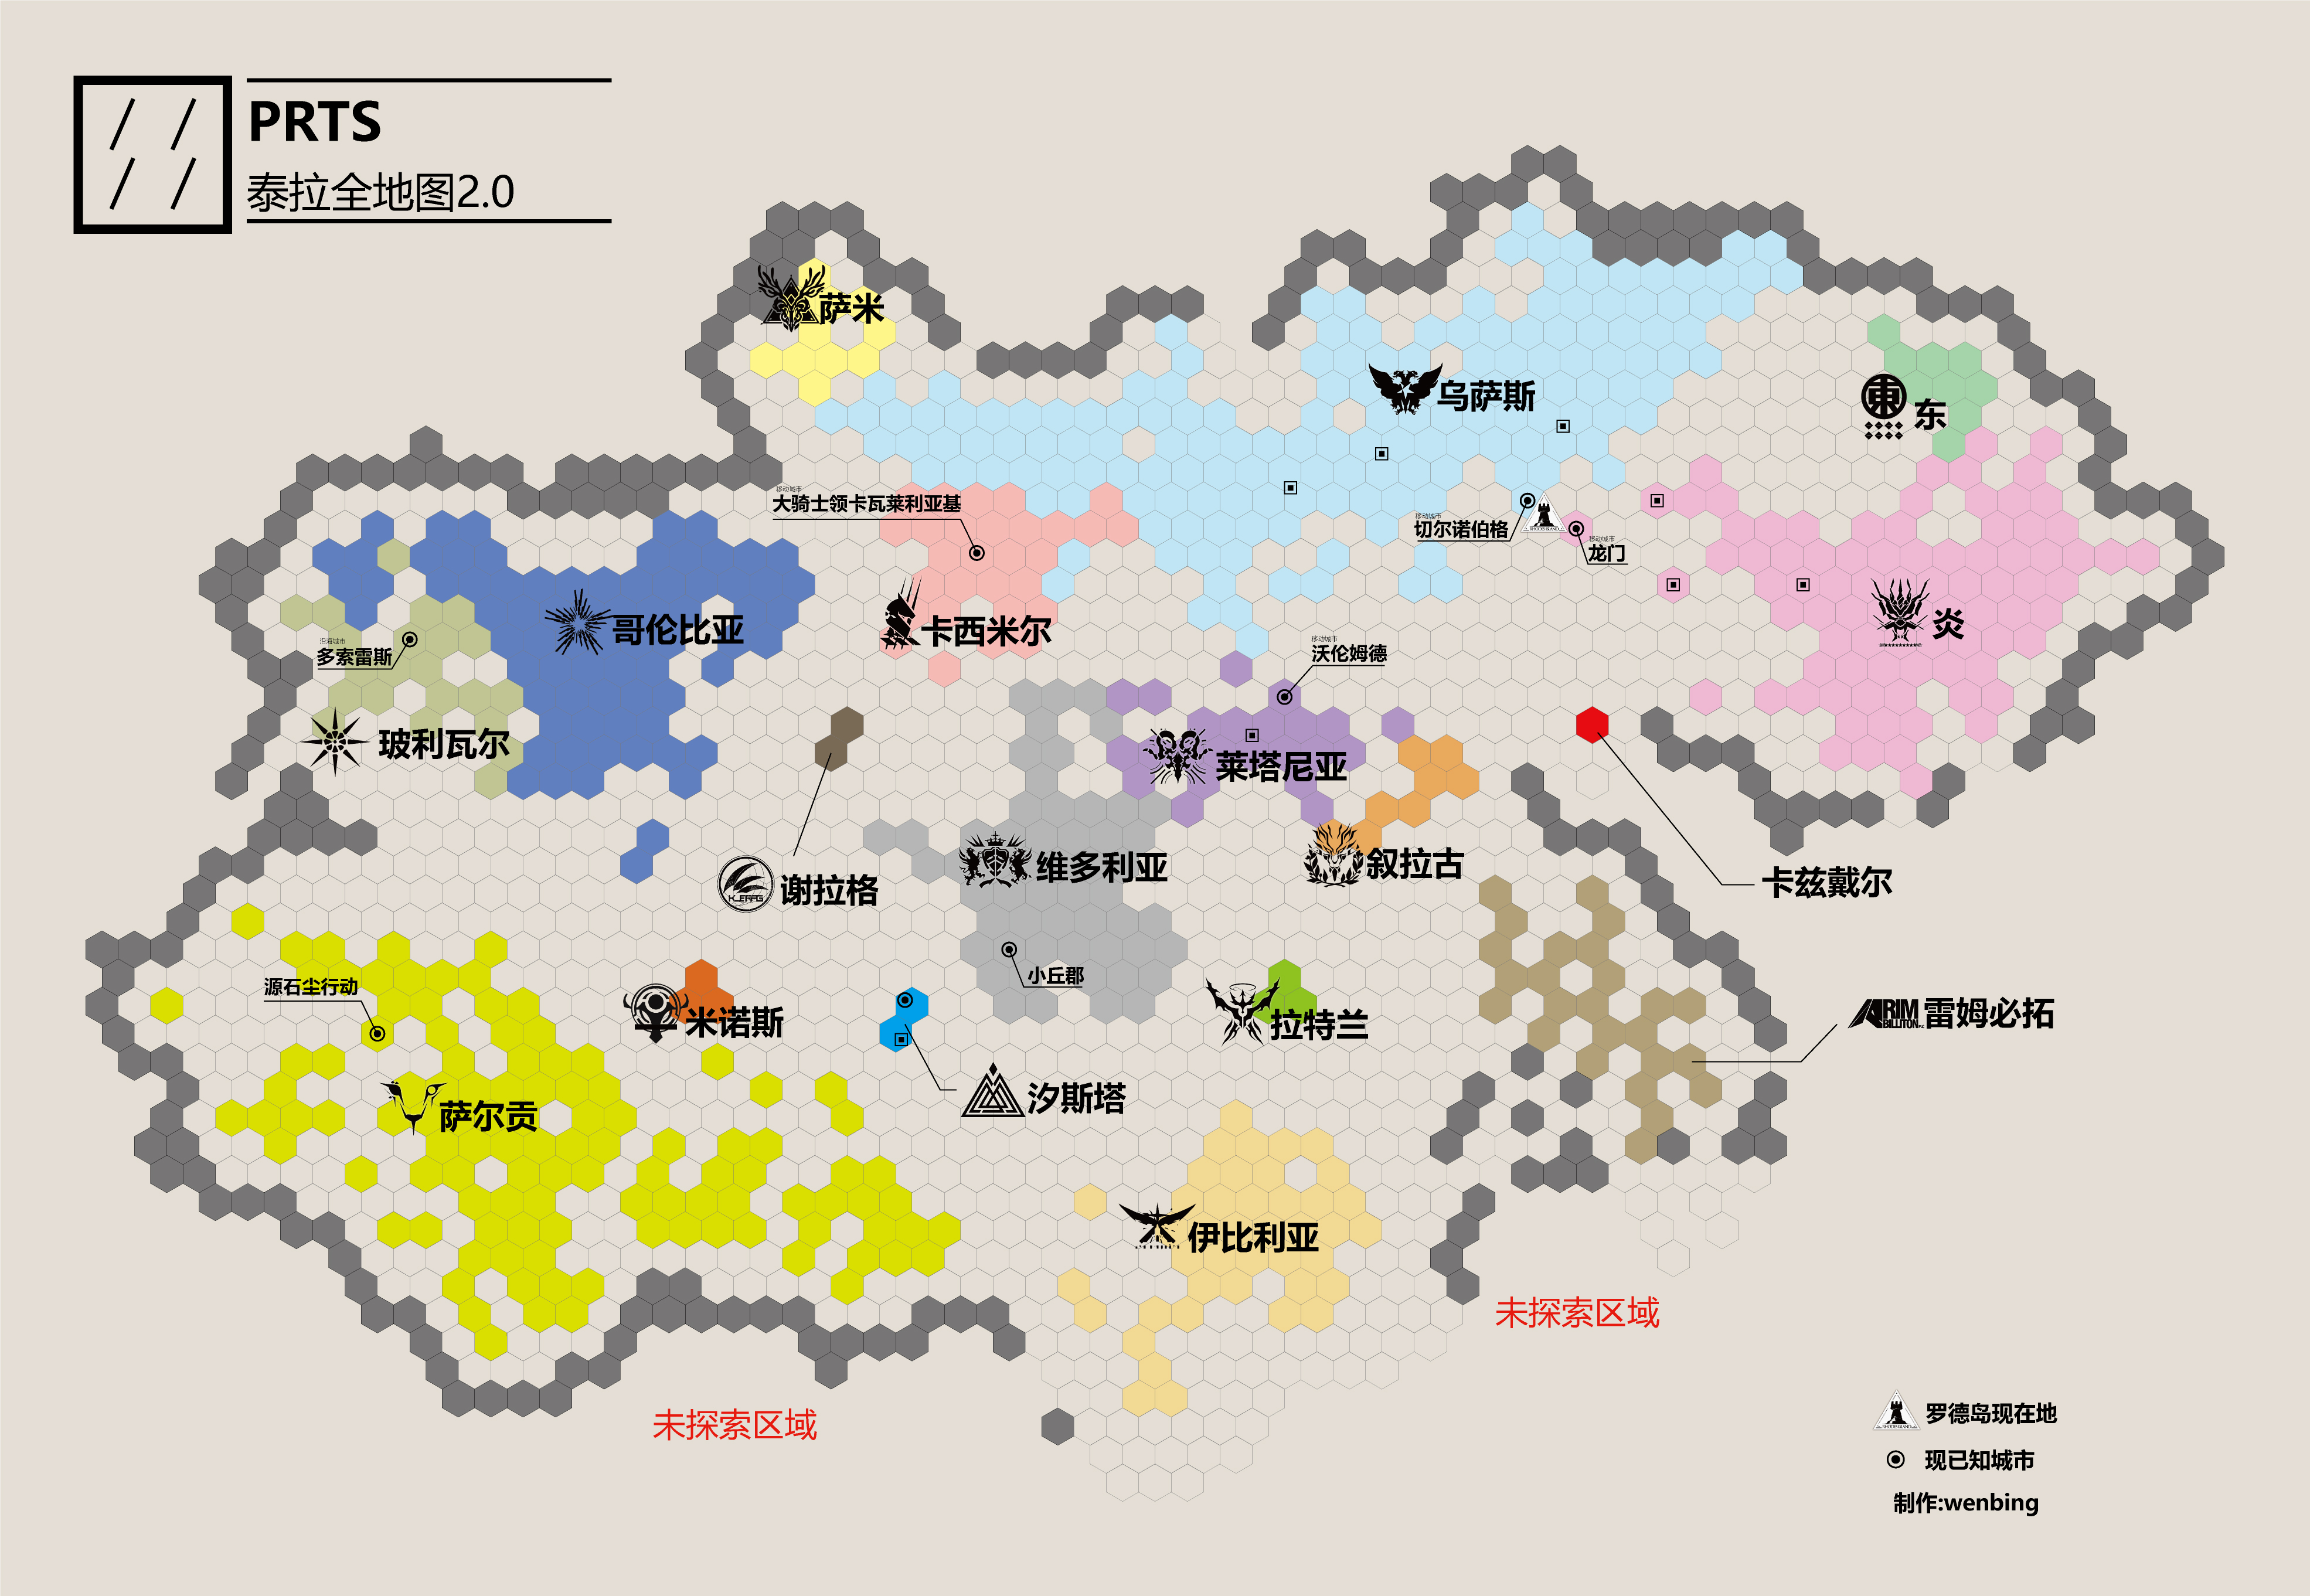 PRTS
泰拉全地图2.0
萨米
乌萨斯
東
东
移动城市
大骑士领卡瓦莱利亚基
移动城市
切尔诺伯格
移动城市
龙门
哥伦比亚
卡西米尔
炎
沿海城市
多索雷斯
移动城市
沃伦姆德
玻利瓦尔
莱塔尼亚
维多利亚
叙拉古
谢拉格
卡兹戴尔
小丘郡
源石尘行动
米诺斯
拉特兰
ARIM
BILLITON
雷姆必拓
汐斯塔
萨尔贡
伊比利亚
未探索区域
未探索区域
罗德岛现在地
现已知城市
制作:wenbing